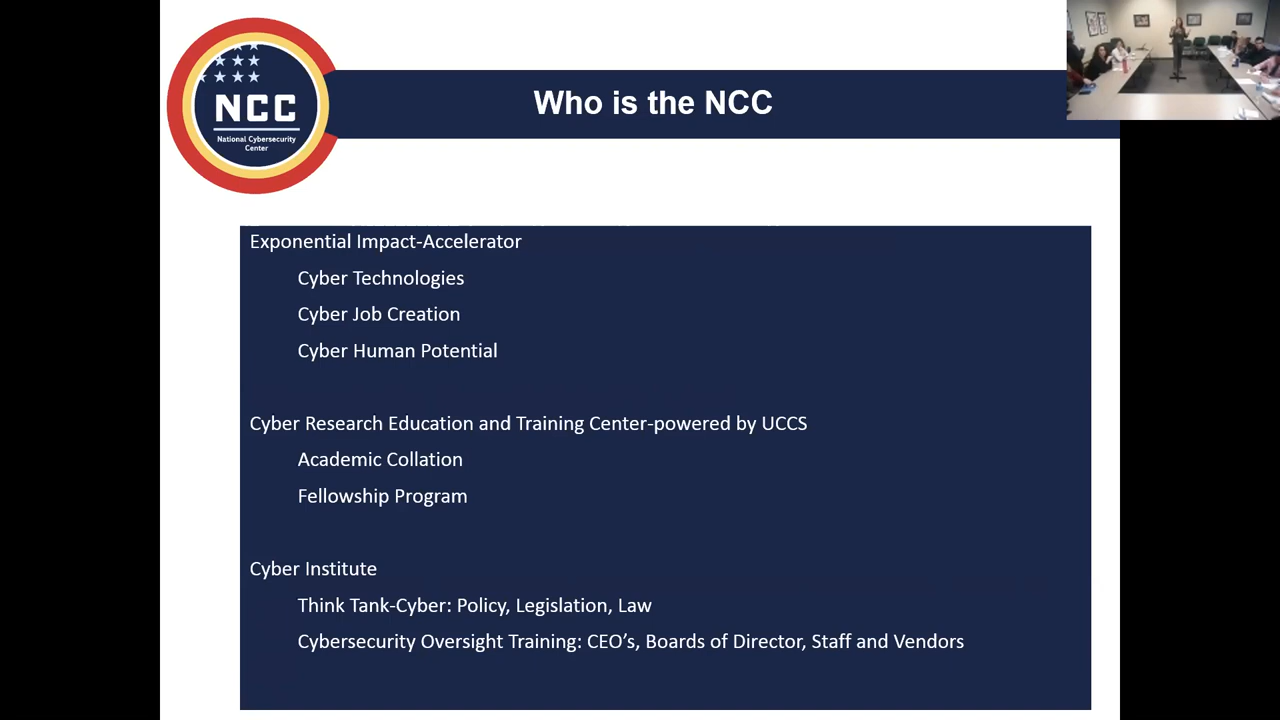 NCC
National Cybersecurity
Center
Who is the NCC
Exponential Impact-Accelerator
Cyber Technologies
Cyber Job Creation
Cyber Human Potential
Cyber Research Education and Training Center-powered by UCCS
Academic Collation
Fellowship Program
Cyber Institute
Think Tank-Cyber: Policy, Legislation, Law
Cybersecurity Oversight Training: CEO’s, Boards of Director, Staff and Vendors